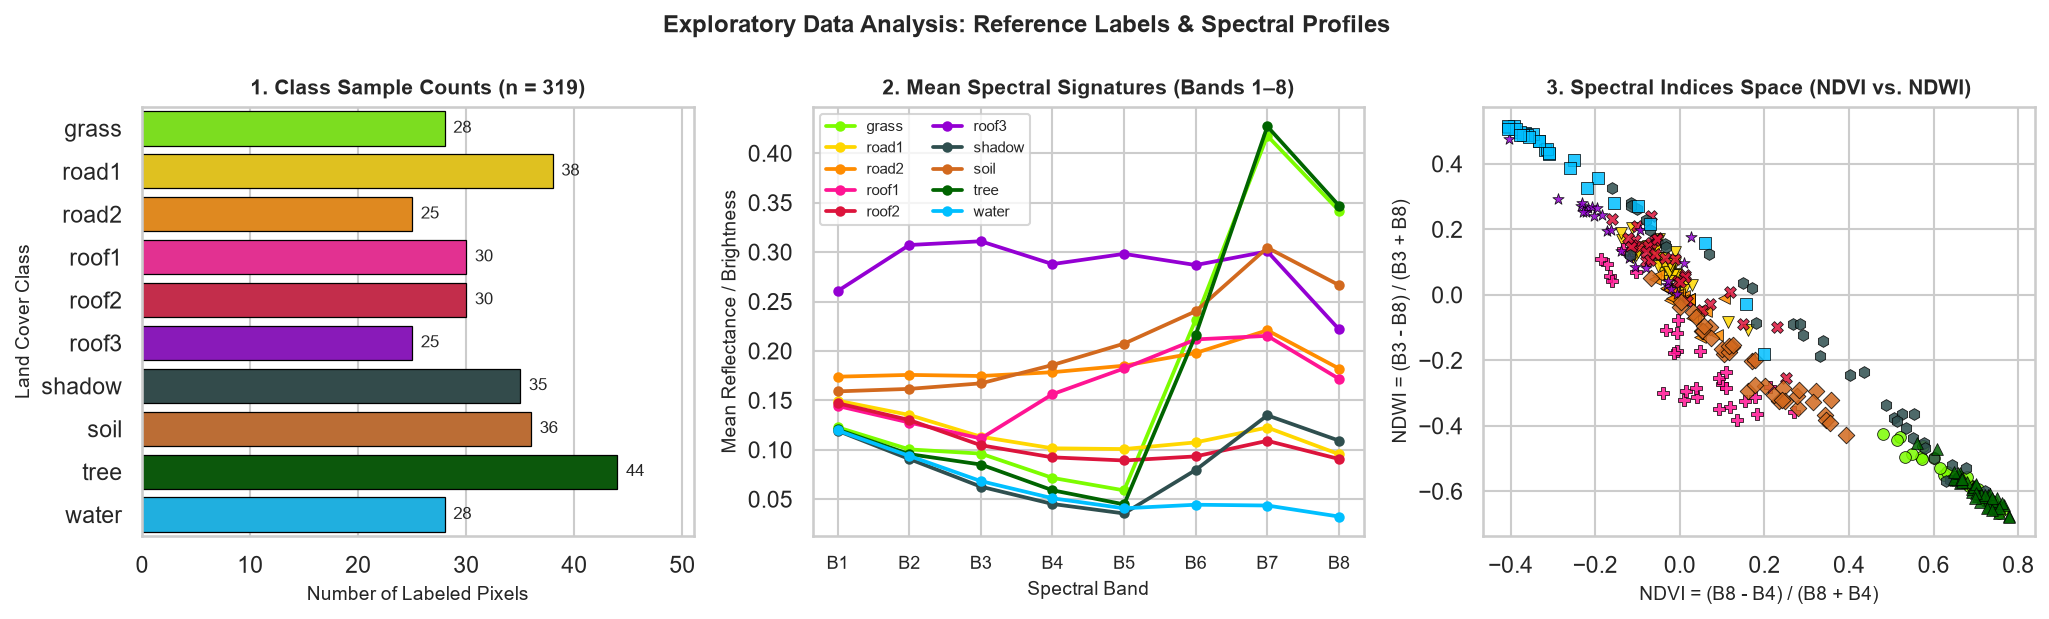 Exploratory Data Analysis: Reference Labels & Spectral Profiles
1. Class Sample Counts (n = 319)
Land Cover Class
grass
28
road1
38
road2
25
roof1
30
roof2
30
roof3
25
shadow
35
soil
36
tree
44
water
28
0
10
20
30
40
50
Number of Labeled Pixels
2. Mean Spectral Signatures (Bands 1–8)
Mean Reflectance / Brightness
0.40
0.35
0.30
0.25
0.20
0.15
0.10
0.05
grass
road1
road2
roof1
roof2
roof3
shadow
soil
tree
water
B1
B2
B3
B4
B5
B6
B7
B8
Spectral Band
3. Spectral Indices Space (NDVI vs. NDWI)
NDWI = (B3 - B8) / (B3 + B8)
0.4
0.2
0.0
−0.2
−0.4
−0.6
−0.4
−0.2
0.0
0.2
0.4
0.6
0.8
NDVI = (B8 - B4) / (B8 + B4)